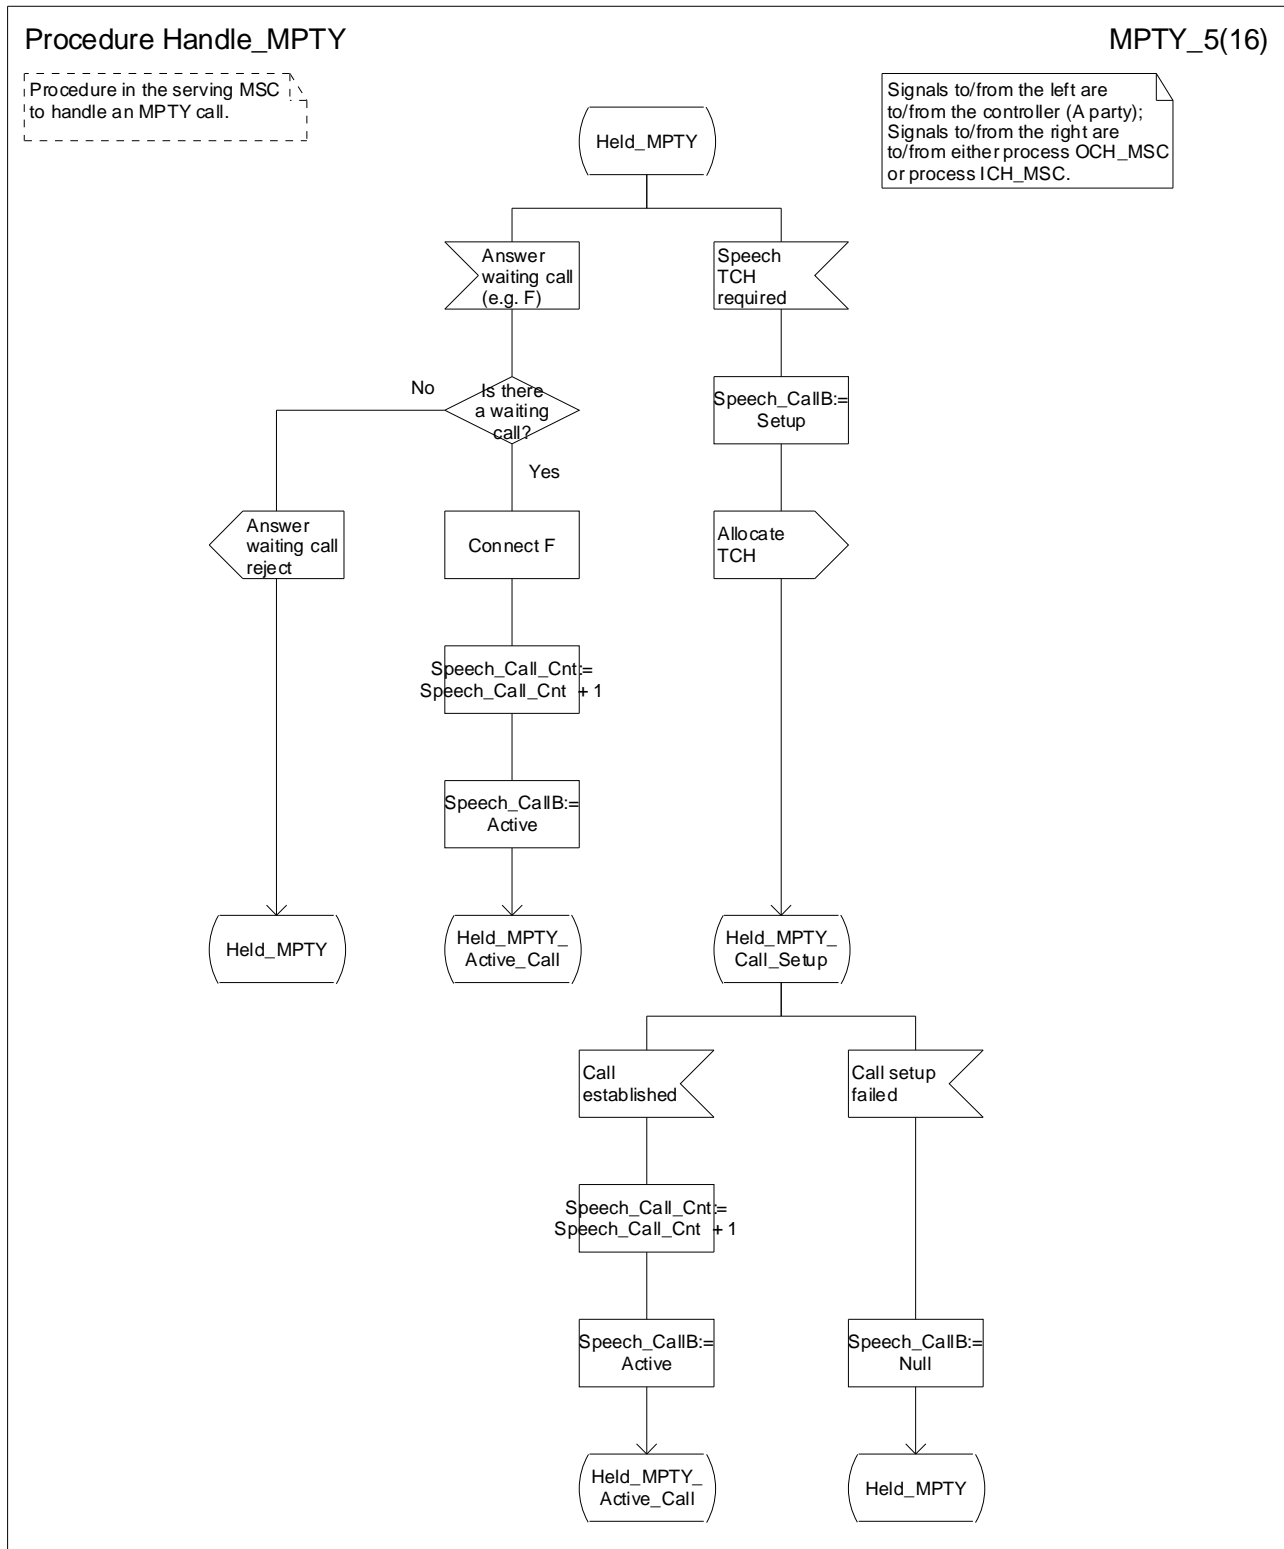 Procedure Handle_MPTY
MPTY_5(16)
Procedure in the serving MSC
to handle an MPTY call.
Signals to/from the left are
to/from the controller (A party);
Signals to/from the right are
to/from either process OCH_MSC
or process ICH_MSC.
Held_MPTY
Answer
waiting call
(e.g. F)
Speech
TCH
required
No
Is there
a waiting
call?
Speech_CallB:=
Setup
Yes
Answer
waiting call
reject
Connect F
Allocate
TCH
Speech_Call_Cnt:=
Speech_Call_Cnt + 1
Speech_CallB:=
Active
Held_MPTY
Held_MPTY_
Active_Call
Held_MPTY_
Call_Setup
Call
established
Call setup
failed
Speech_Call_Cnt:=
Speech_Call_Cnt + 1
Speech_CallB:=
Active
Speech_CallB:=
Null
Held_MPTY_
Active_Call
Held_MPTY